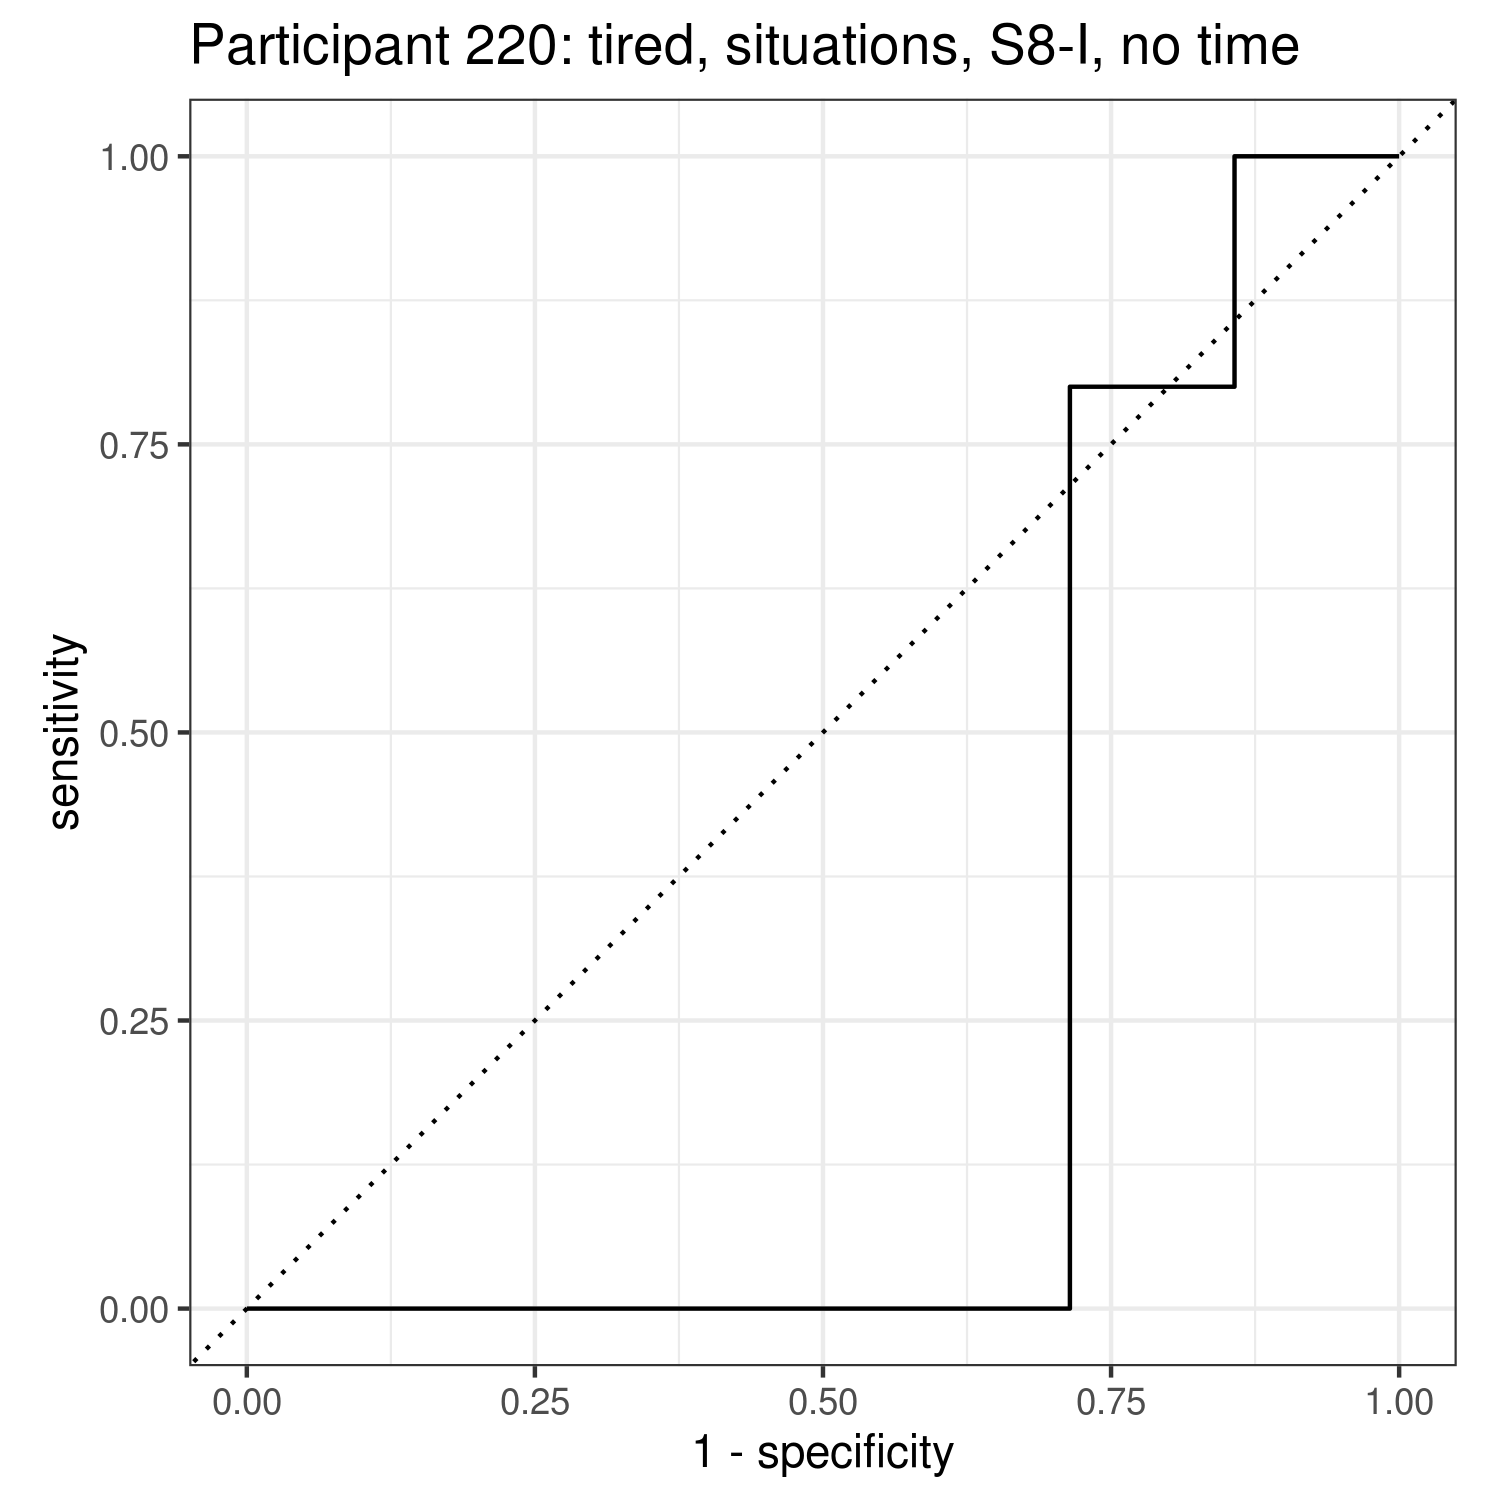 Participant 220: tired, situations, S8-I, no time
1.00
0.75
0.50
0.25
0.00
sensitivity
0.00 0.25 0.50 0.75 1.00
1 - specificity